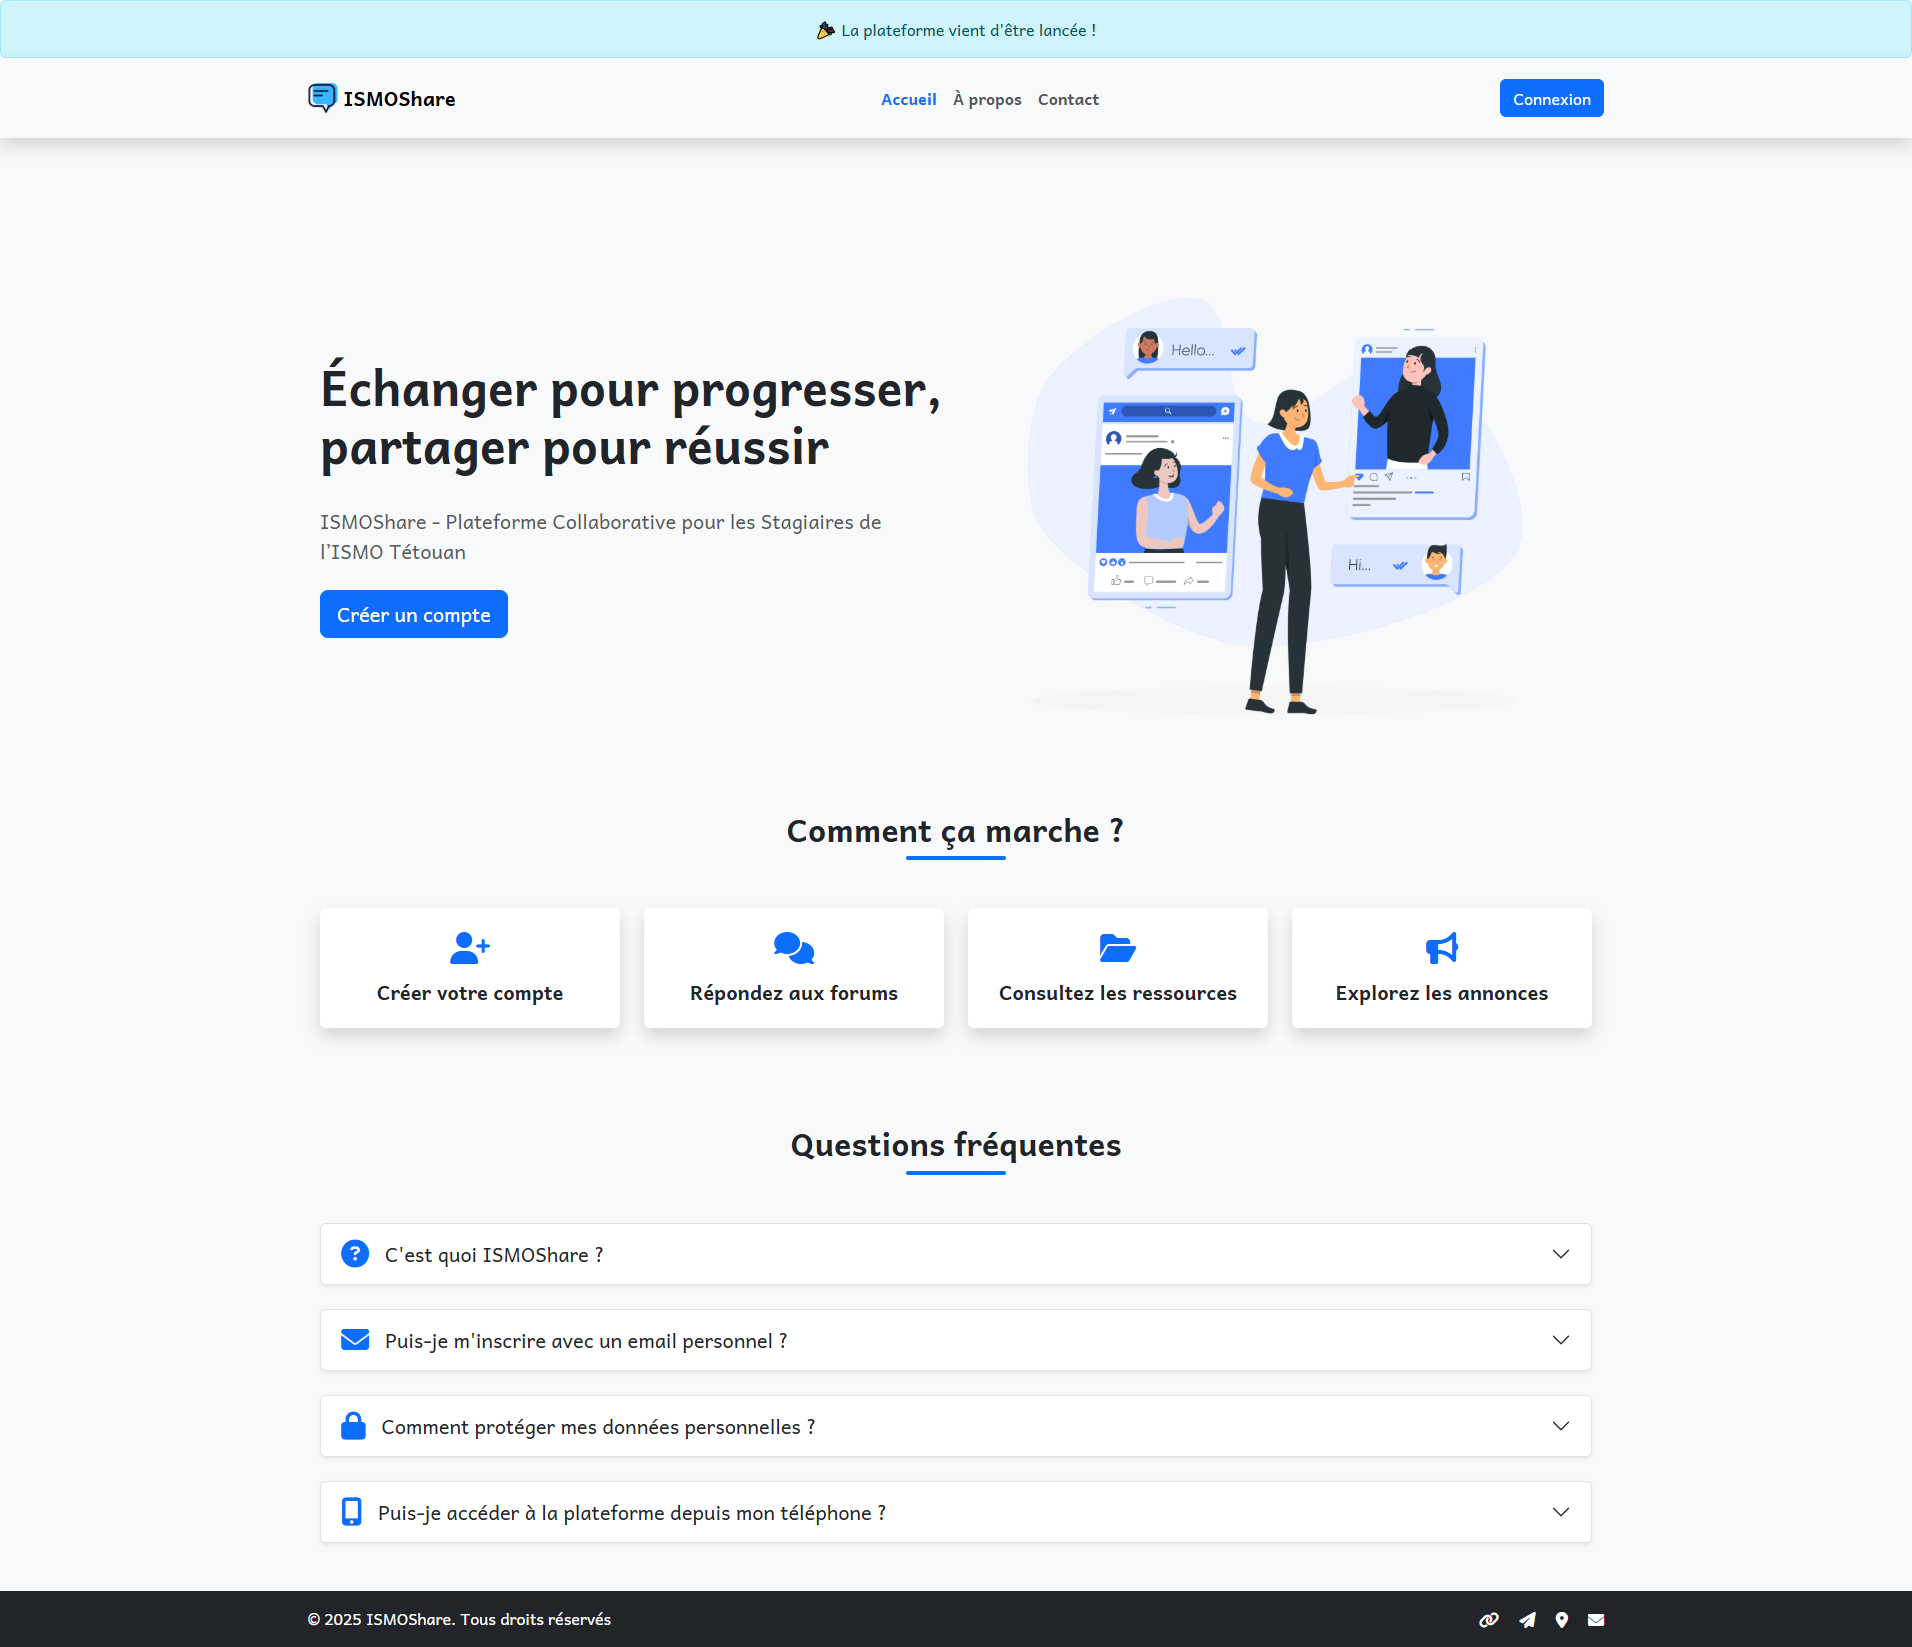 La plateforme vient d'être lancée !
ISMOShare
Accueil
À propos
Contact
Connexion
Échanger pour progresser,
partager pour réussir
ISMOShare - Plateforme Collaborative pour les Stagiaires de
l’ISMO Tétouan
Créer un compte
Hello...
Hi...
Comment ça marche ?
Créer votre compte
Répondez aux forums
Consultez les ressources
Explorez les annonces
Questions fréquentes
C'est quoi ISMOShare ?
Puis-je m'inscrire avec un email personnel ?
Comment protéger mes données personnelles ?
Puis-je accéder à la plateforme depuis mon téléphone ?
© 2025 ISMOShare. Tous droits réservés